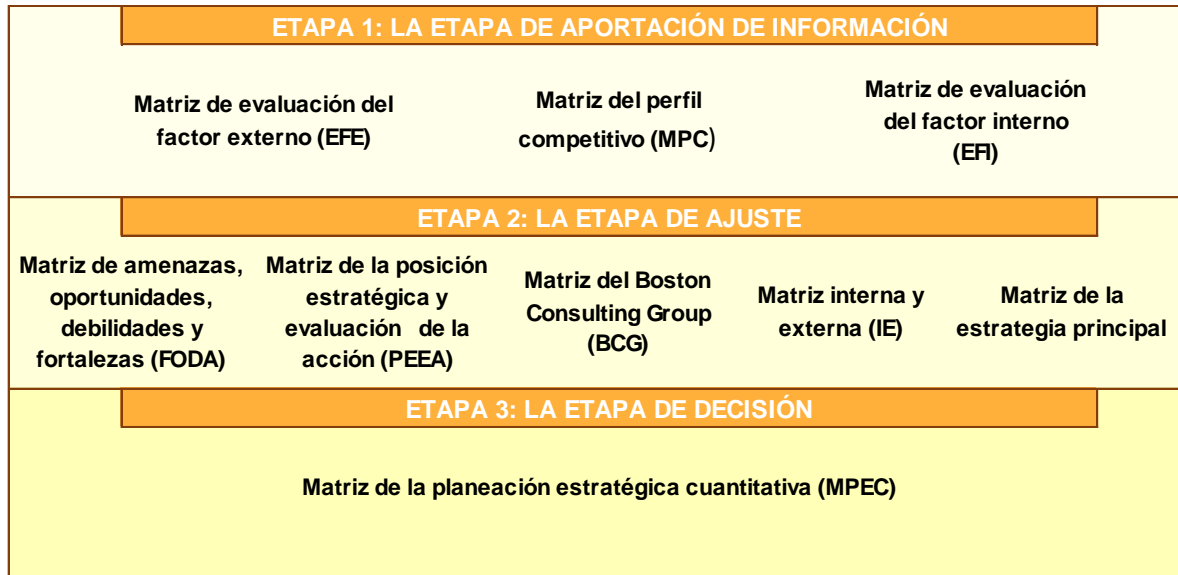 ETAPA 1: LA ETAPA DE APORTACIÓN DE INFORMACIÓN
Matriz de evaluación del
factor externo (EFE)
Matriz del perfil
competitivo (MPC)
Matriz de evaluación
del factor interno
(EFI)
ETAPA 2: LA ETAPA DE AJUSTE
Matriz de amenazas,
oportunidades,
debilidades y
fortalezas (FODA)
Matriz de la posición
estratégica y
evaluación de la
acción (PEEA)
Matriz del Boston
Consulting Group
(BCG)
Matriz interna y
externa (IE)
Matriz de la
estrategia principal
ETAPA 3: LA ETAPA DE DECISIÓN
Matriz de la planeación estratégica cuantitativa (MPEC)